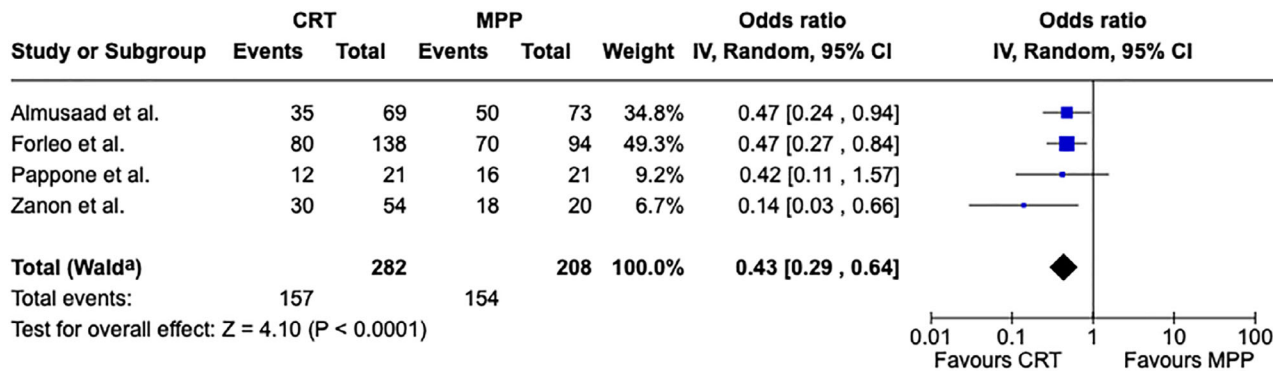 CRT MPP Odds ratio Odds ratio
Study or Subgroup Events Total Events Total Weight IV, Random, 95% CI IV, Random, 95% CI
Almusaad et al. 35 69 50 73 34.8% 0.47 [0.24 , 0.94]
Forleo et al. 80 138 70 94 49.3% 0.47 [0.27 , 0.84]
Pappone et al. 12 21 16 21 9.2% 0.42 [0.11 , 1.57]
Zanon et al. 30 54 18 20 6.7% 0.14 [0.03 , 0.66]
Total (Waldᵃ) 282 208 100.0% 0.43 [0.29 , 0.64]
Total events: 157 154
Test for overall effect: Z = 4.10 (P < 0.0001)
0.01 0.1 1 10 100
Favours CRT Favours MPP